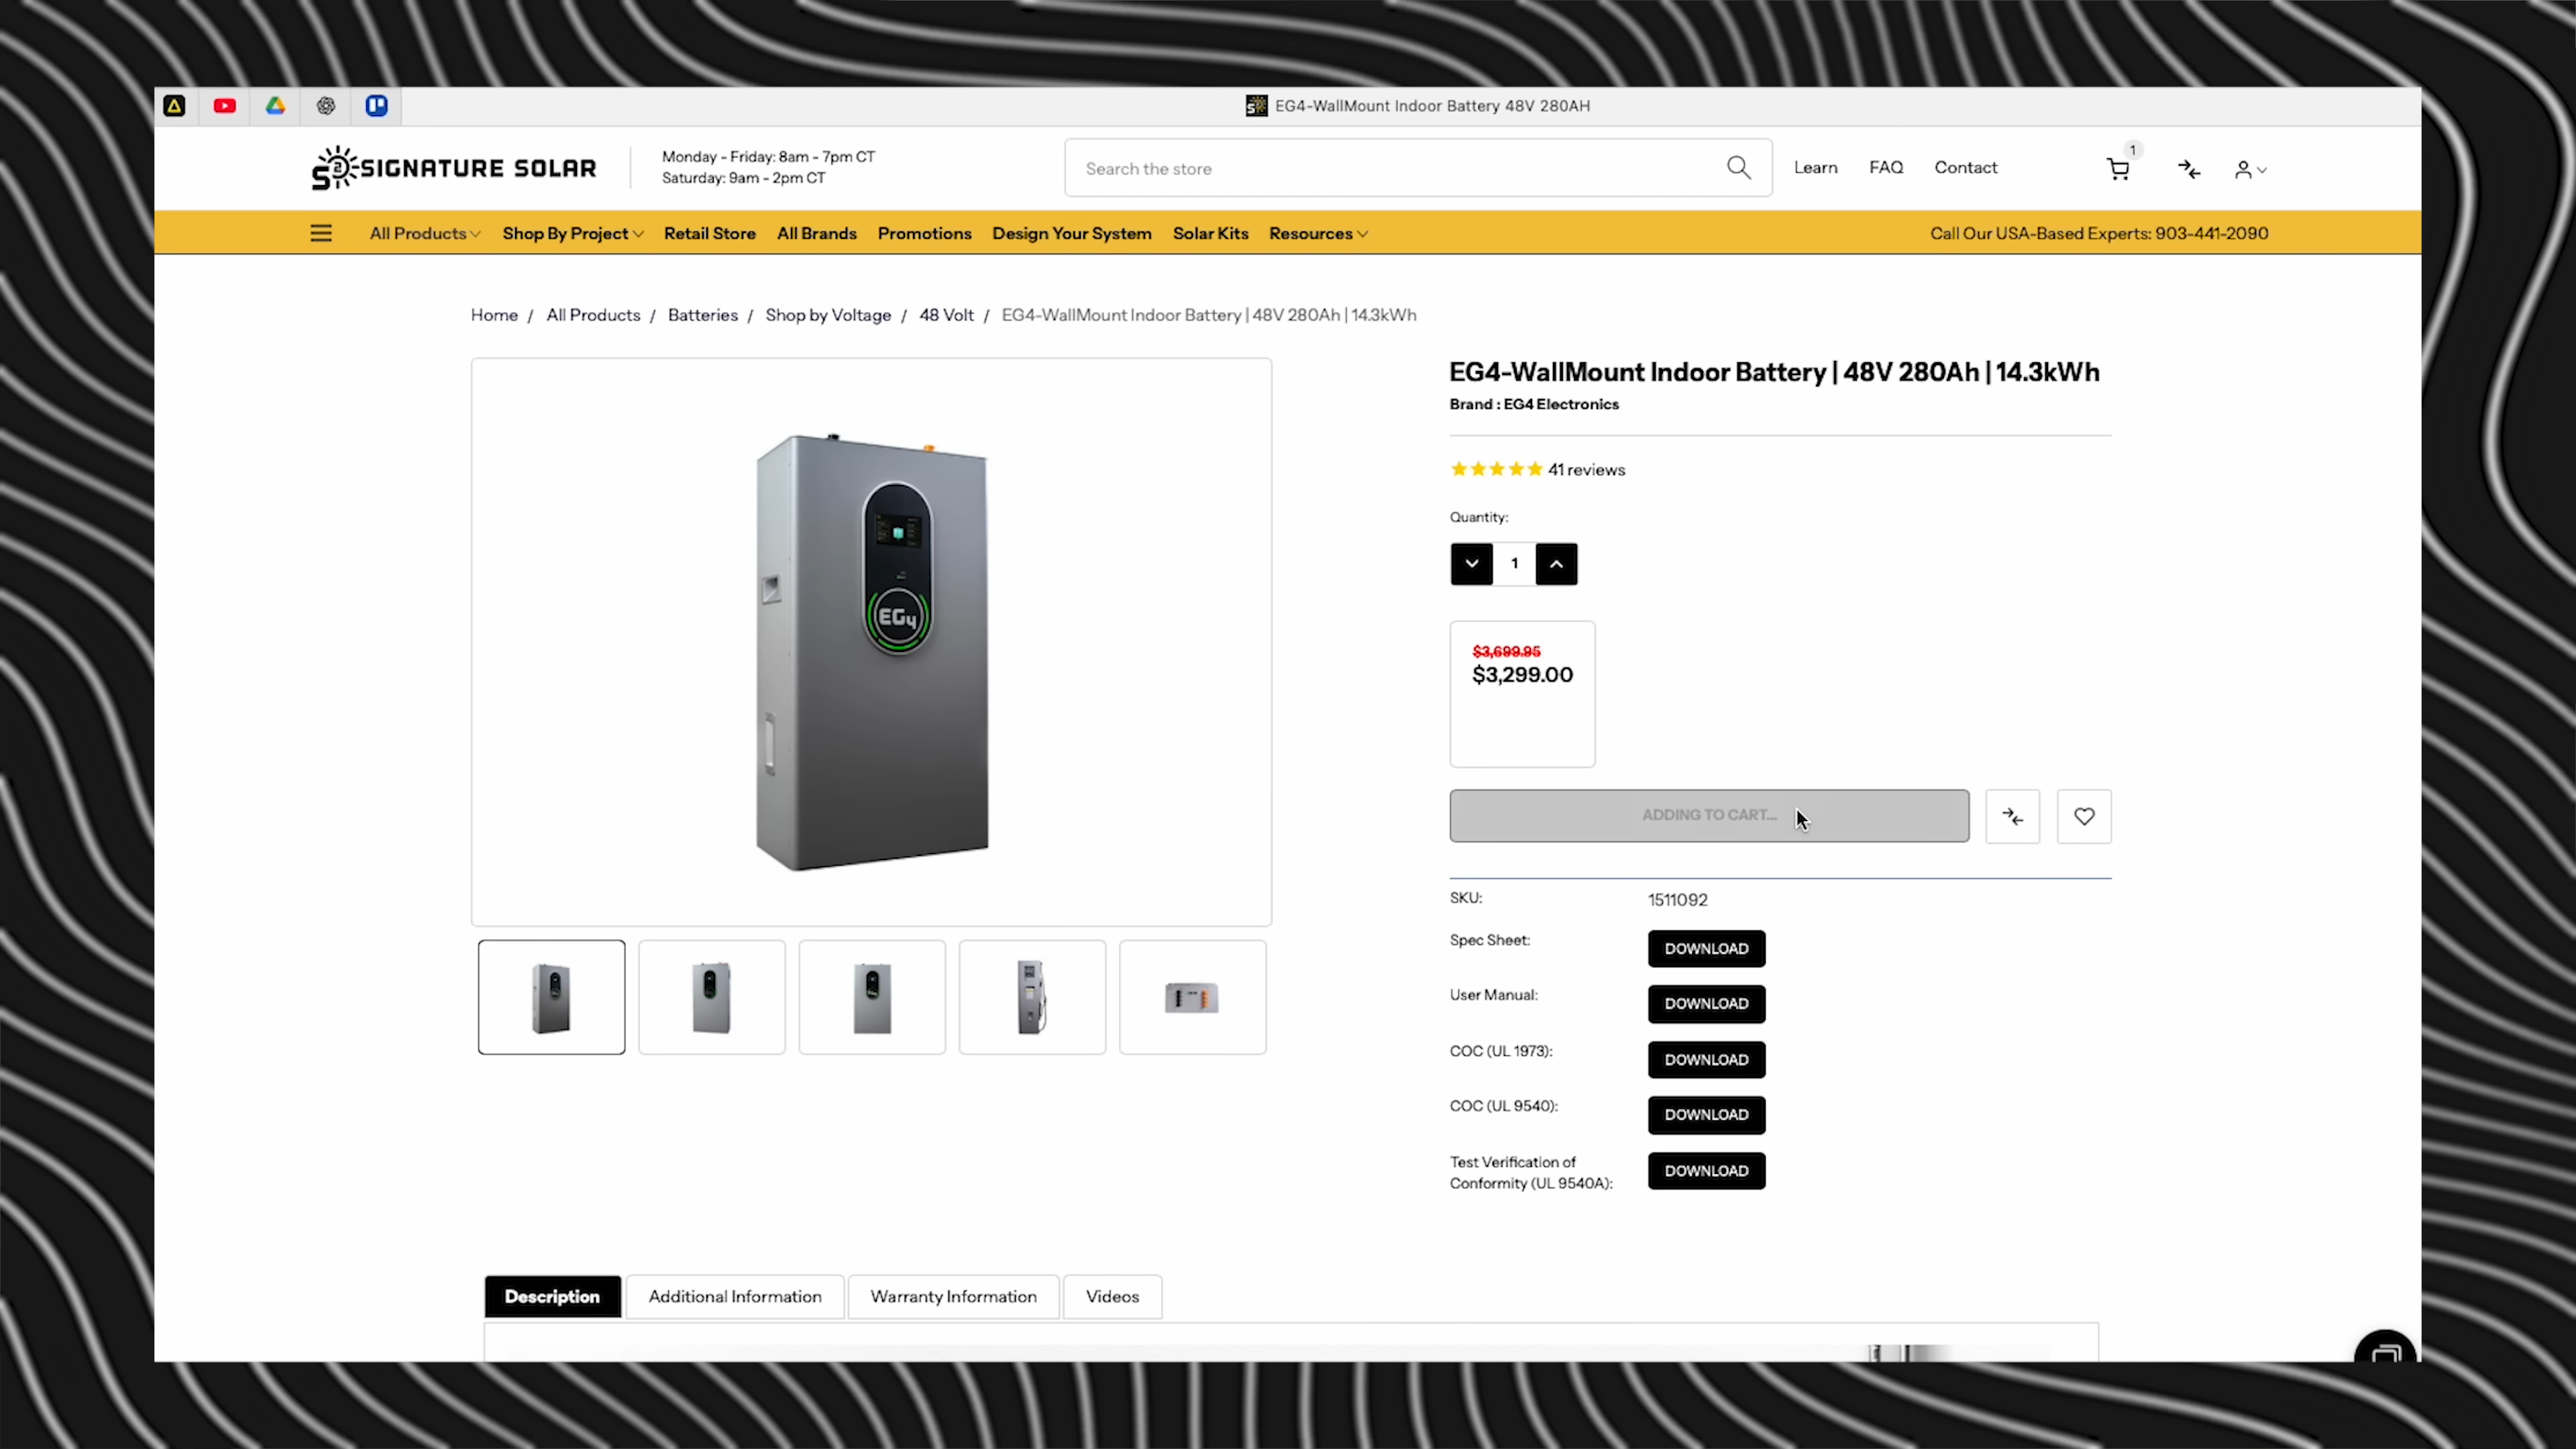 EG4-WallMount Indoor Battery 48V 280AH
SIGNATURE SOLAR
Monday - Friday: 8am - 7pm CT
Saturday: 9am - 2pm CT
Search the store
Learn
FAQ
Contact
1
All Products
Shop By Project
Retail Store
All Brands
Promotions
Design Your System
Solar Kits
Resources
Call Our USA-Based Experts: 903-441-2090
Home / All Products / Batteries / Shop by Voltage / 48 Volt / EG4-WallMount Indoor Battery | 48V 280Ah | 14.3kWh
EG4-WallMount Indoor Battery | 48V 280Ah | 14.3kWh
Brand : EG4 Electronics
41 reviews
Quantity:
1
EG4
$3,699.95
$3,299.00
ADDING TO CART...
SKU: 1511092
Spec Sheet: DOWNLOAD
User Manual: DOWNLOAD
COC (UL 1973): DOWNLOAD
COC (UL 9540): DOWNLOAD
Test Verification of
Conformity (UL 9540A): DOWNLOAD
Description
Additional Information
Warranty Information
Videos